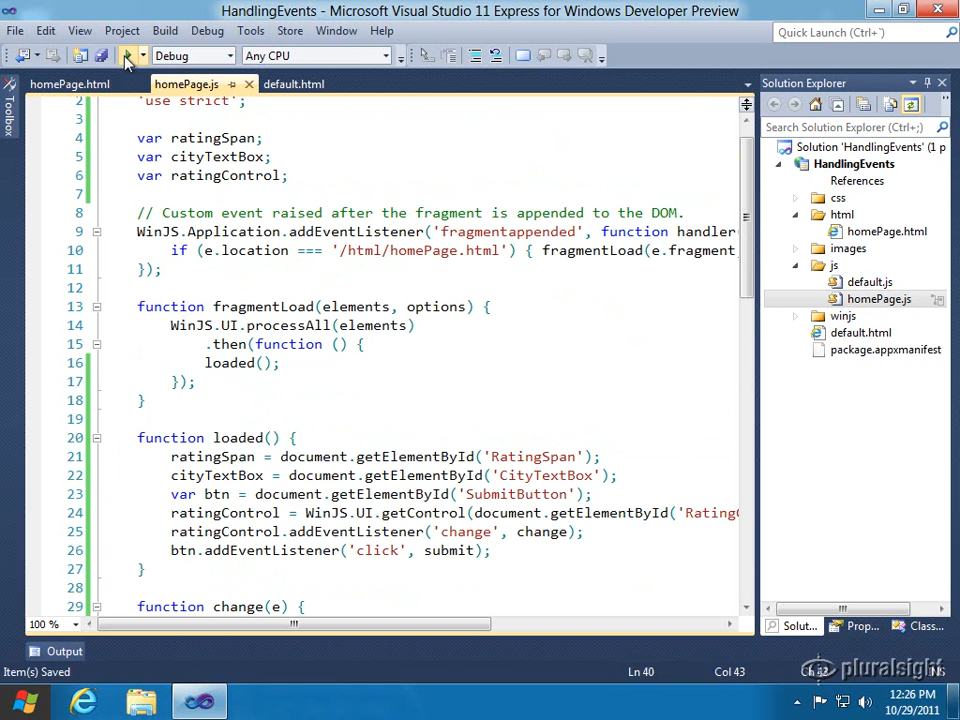 HandlingEvents - Microsoft Visual Studio 11 Express for Windows Developer Preview
File Edit View Project Build Debug Tools Store Window Help
Quick Launch (Ctrl+;)
Debug Any CPU
homePage.html homePage.js default.html
Toolbox
2 'use strict';
3
4 var ratingSpan;
5 var cityTextBox;
6 var ratingControl;
7
8 // Custom event raised after the fragment is appended to the DOM.
9 WinJS.Application.addEventListener('fragmentappended', function handler(
10 if (e.location === '/html/homePage.html') { fragmentLoad(e.fragment,
11 });
12
13 function fragmentLoad(elements, options) {
14 WinJS.UI.processAll(elements)
15 .then(function () {
16 loaded();
17 });
18 }
19
20 function loaded() {
21 ratingSpan = document.getElementById('RatingSpan');
22 cityTextBox = document.getElementById('CityTextBox');
23 var btn = document.getElementById('SubmitButton');
24 ratingControl = WinJS.UI.getControl(document.getElementById('RatingC
25 ratingControl.addEventListener('change', change);
26 btn.addEventListener('click', submit);
27 }
28
29 function change(e) {
100 %
Solution Explorer
Search Solution Explorer (Ctrl+;)
Solution 'HandlingEvents' (1 p
HandlingEvents
References
css
html
homePage.html
images
js
default.js
homePage.js
winjs
default.html
package.appxmanifest
Solut... Prop... Class...
Output
Item(s) Saved Ln 40 Col 43 INS
pluralsight
12:26 PM
10/29/2011